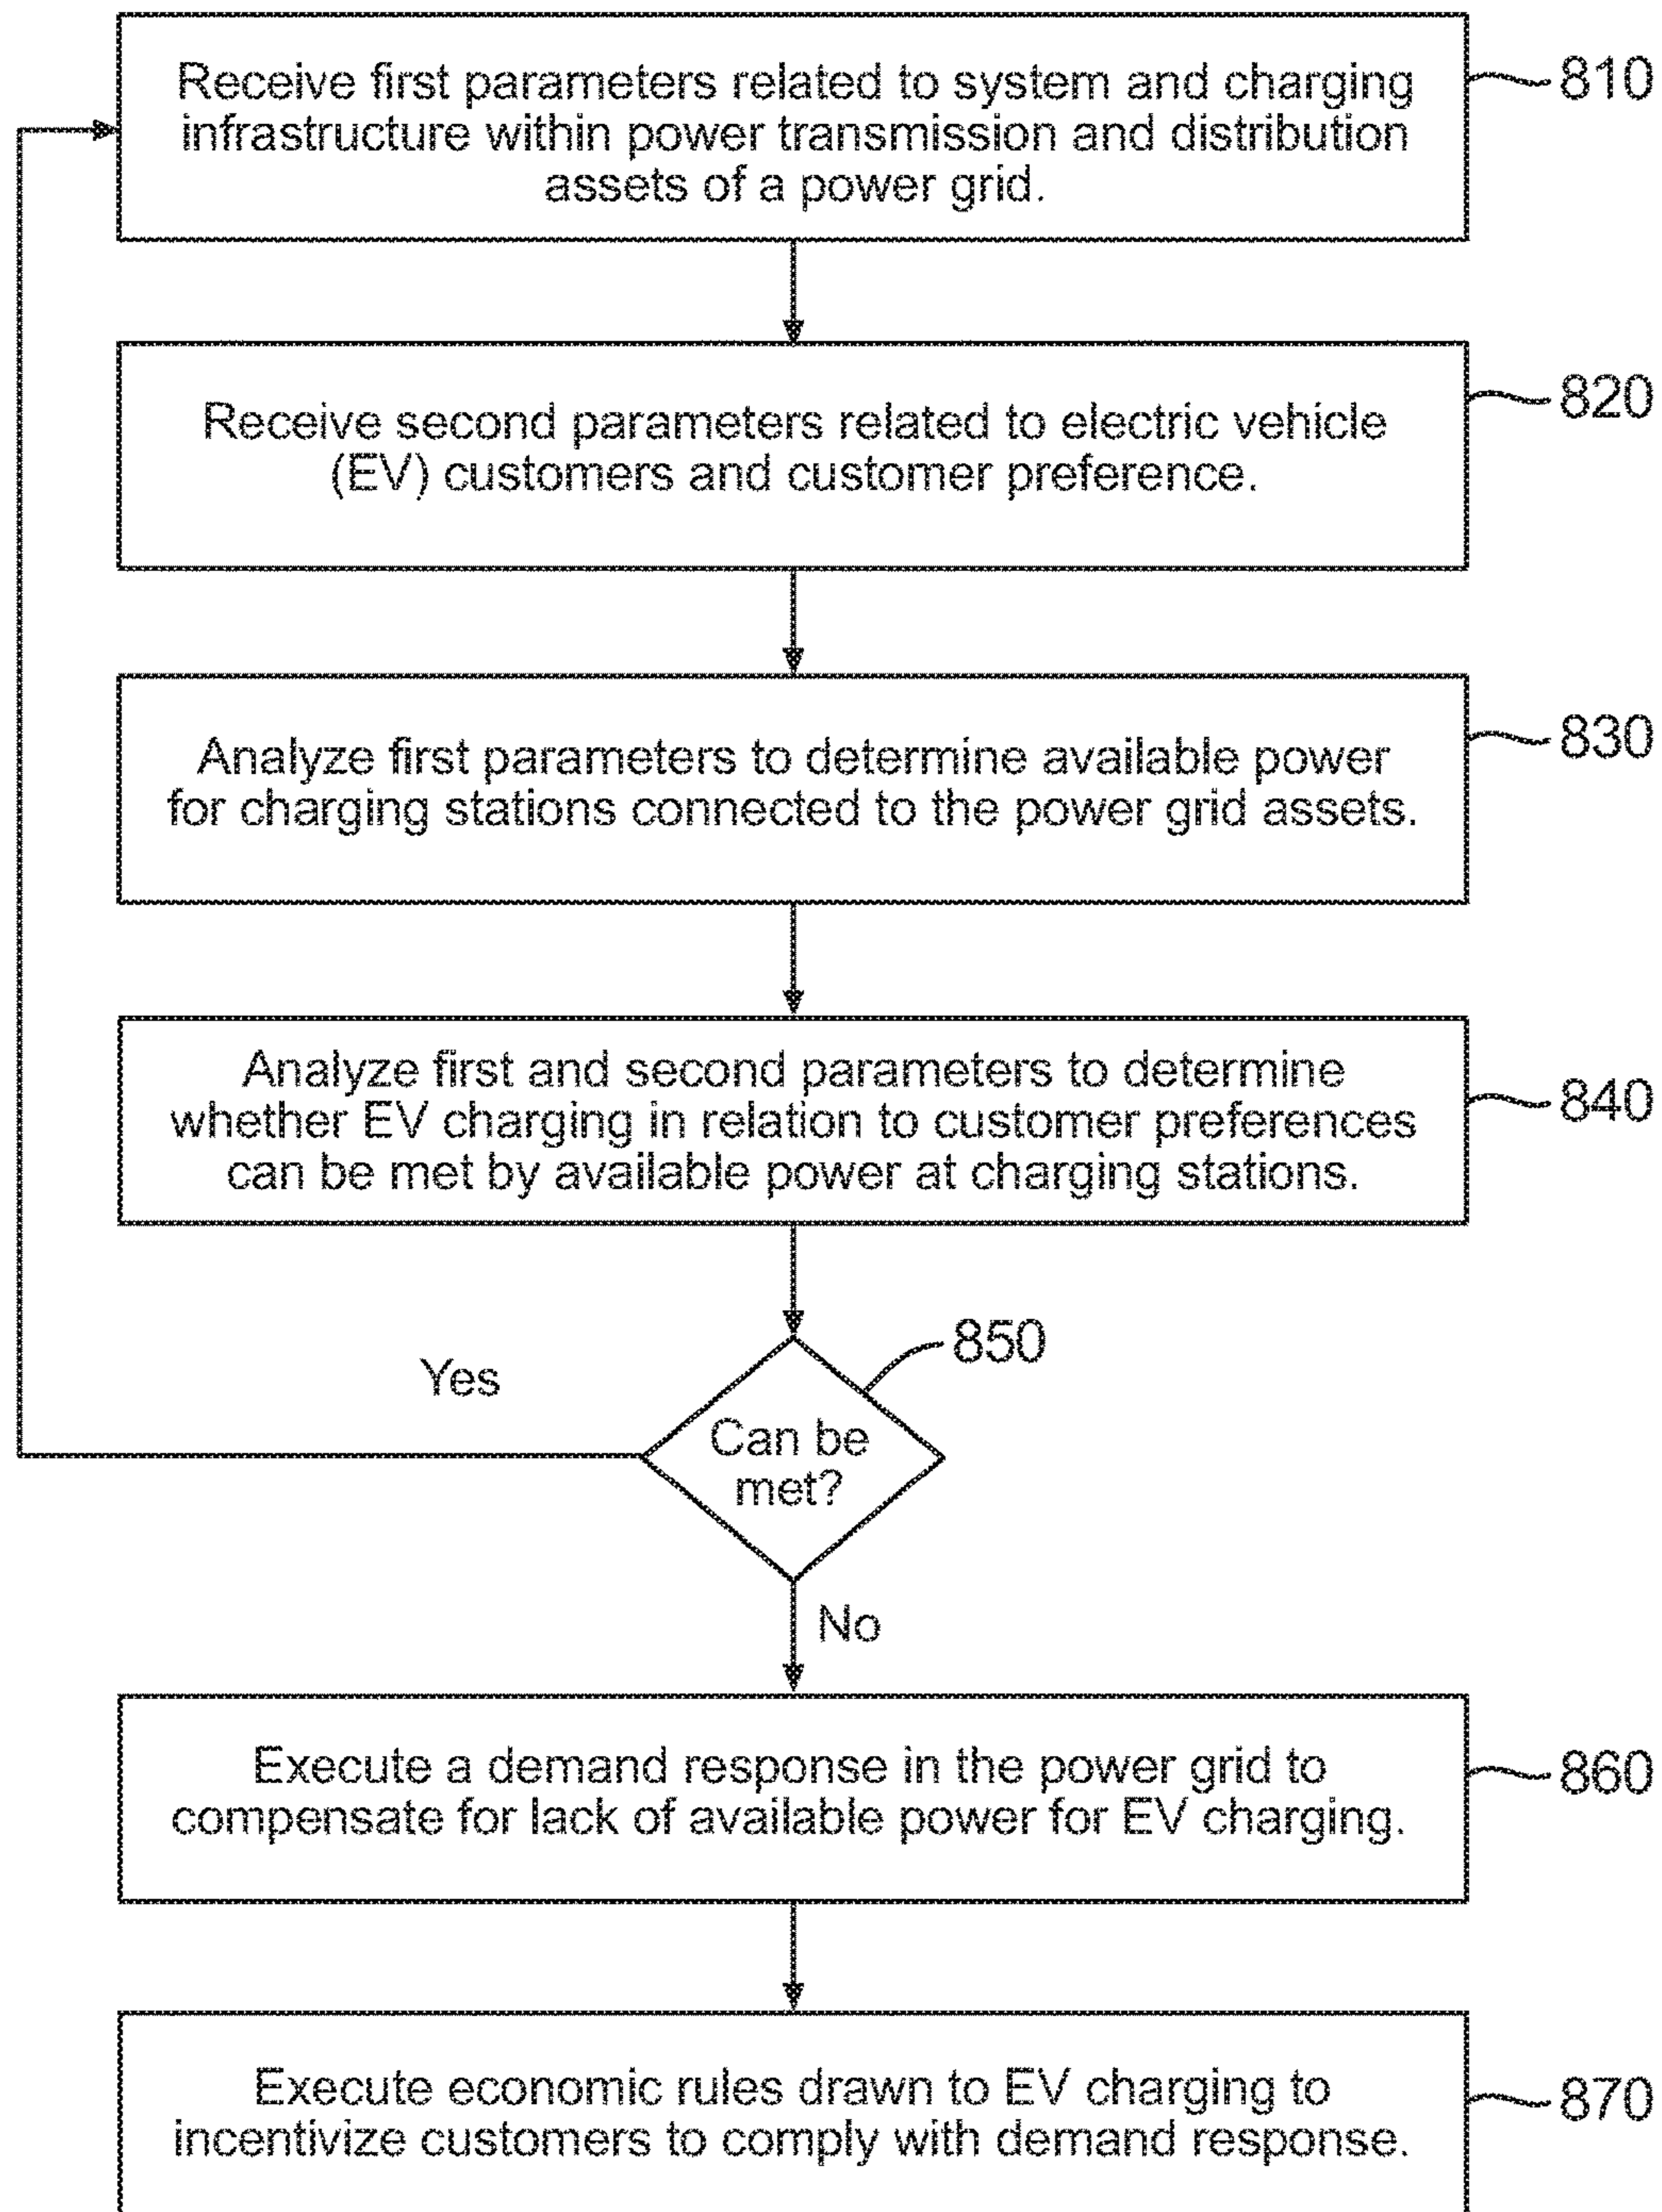 Receive first parameters related to system and charging
infrastructure within power transmission and distribution
assets of a power grid.
810
Receive second parameters related to electric vehicle
(EV) customers and customer preference.
820
Analyze first parameters to determine available power
for charging stations connected to the power grid assets.
830
Analyze first and second parameters to determine
whether EV charging in relation to customer preferences
can be met by available power at charging stations.
840
850
Yes
Can be
met?
No
Execute a demand response in the power grid to
compensate for lack of available power for EV charging.
860
Execute economic rules drawn to EV charging to
incentivize customers to comply with demand response.
870